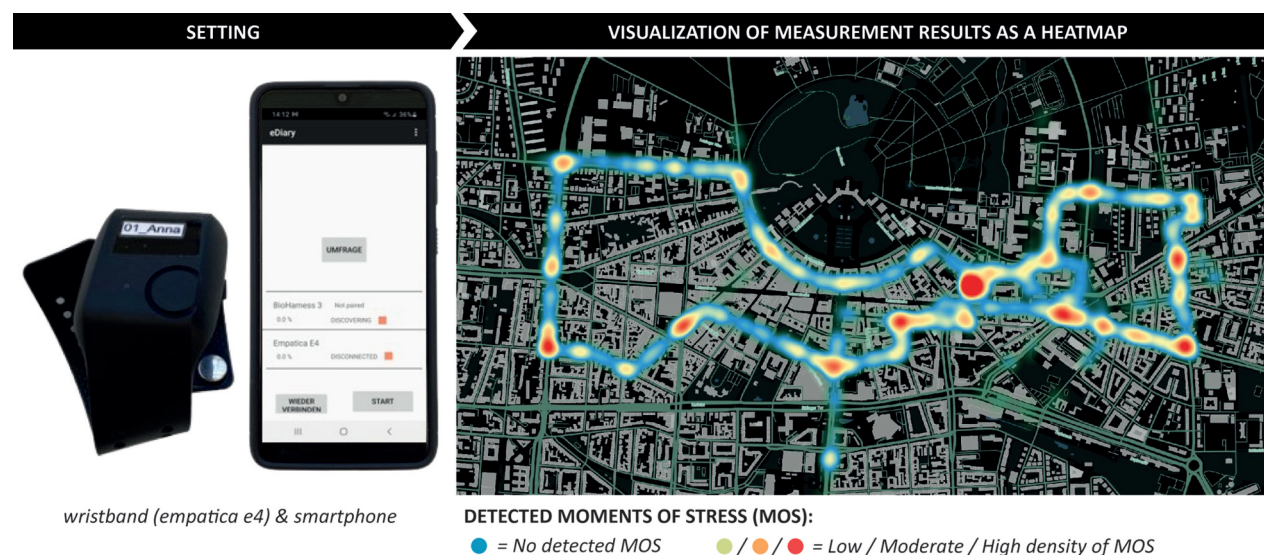 SETTING
VISUALIZATION OF MEASUREMENT RESULTS AS A HEATMAP
01_Anna
14:12
36%
eDiary
UMFRAGE
BioHarness 3 Not paired
0.0 % DISCOVERING
Empatica E4
0.0 % DISCONNECTED
WIEDER
VERBINDEN
START
wristband (empatica e4) & smartphone
DETECTED MOMENTS OF STRESS (MOS):
= No detected MOS
/ / = Low / Moderate / High density of MOS